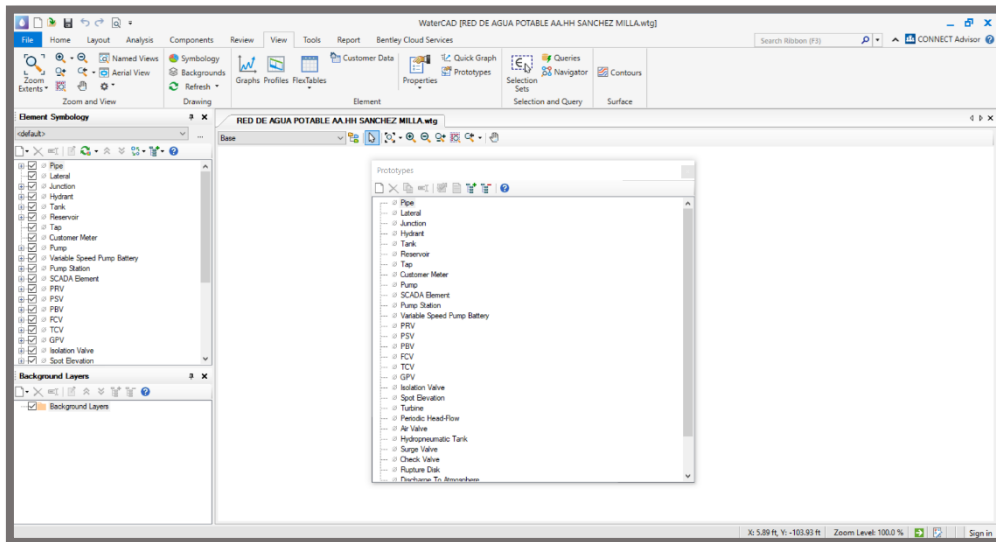 WaterCAD [RED DE AGUA POTABLE AA.HH SANCHEZ MILLA.wtg]
File Home Layout Analysis Components Review View Tools Report Bentley Cloud Services
Search Ribbon (F3) CONNECT Advisor
Zoom Extents
Named Views
Aerial View
Zoom and View
Symbology
Backgrounds
Refresh
Drawing
Graphs Profiles FlexTables
Customer Data
Properties
Quick Graph
Prototypes
Element
Selection Sets
Queries
Navigator
Selection and Query
Contours
Surface
Element Symbology
<default>
...
Pipe
Lateral
Junction
Hydrant
Tank
Reservoir
Tap
Customer Meter
Pump
Variable Speed Pump Battery
Pump Station
SCADA Element
PRV
PSV
PBV
FCV
TCV
GPV
Isolation Valve
Spot Elevation
Background Layers
Background Layers
RED DE AGUA POTABLE AA.HH SANCHEZ MILLA.wtg
Base
Prototypes
Pipe
Lateral
Junction
Hydrant
Tank
Reservoir
Tap
Customer Meter
Pump
SCADA Element
Pump Station
Variable Speed Pump Battery
PRV
PSV
PBV
FCV
TCV
GPV
Isolation Valve
Spot Elevation
Turbine
Periodic Head-Flow
Air Valve
Hydropneumatic Tank
Surge Valve
Check Valve
Rupture Disk
Discharge To Atmosphere
X: 5.89 ft, Y: -103.93 ft Zoom Level: 100.0 % Sign in